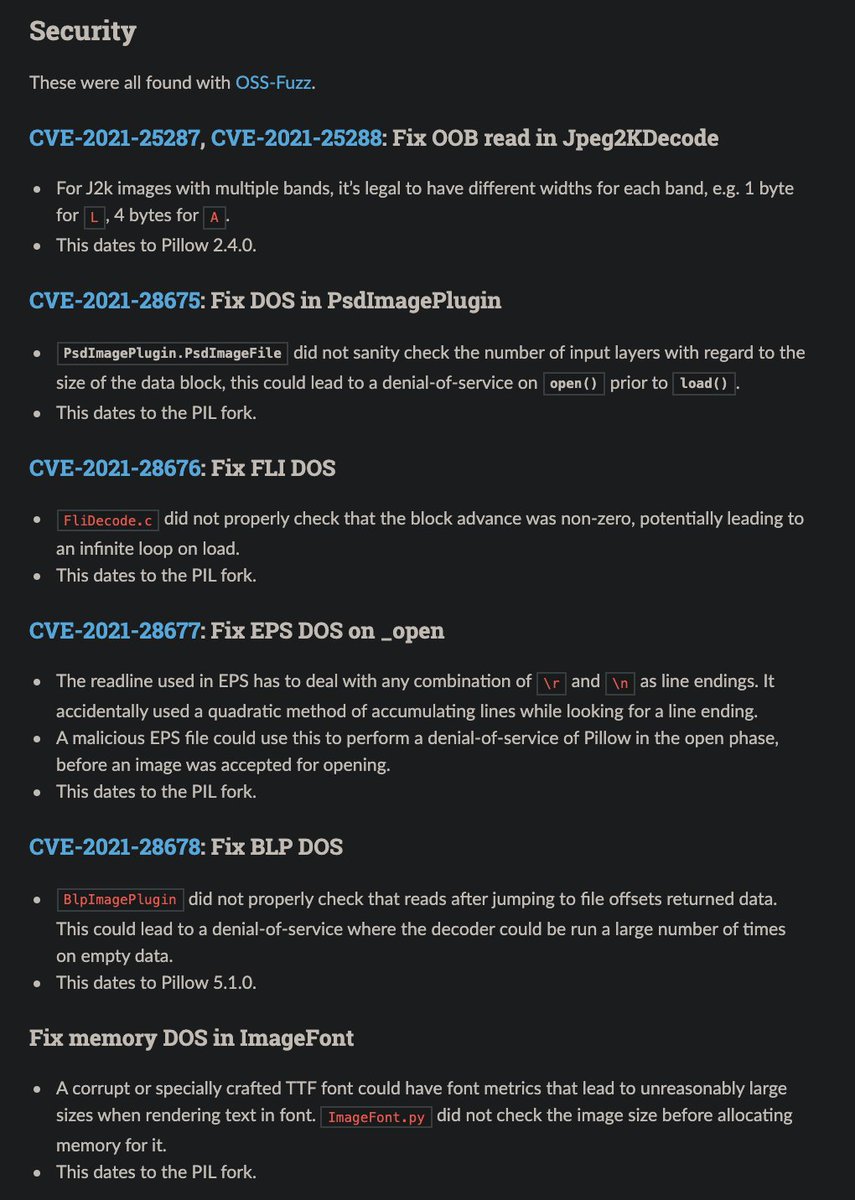 Security
These were all found with OSS-Fuzz.
CVE-2021-25287, CVE-2021-25288: Fix OOB read in Jpeg2KDecode
• For J2k images with multiple bands, it’s legal to have different widths for each band, e.g. 1 byte
for L, 4 bytes for A.
• This dates to Pillow 2.4.0.
CVE-2021-28675: Fix DOS in PsdImagePlugin
• PsdImagePlugin.PsdImageFile did not sanity check the number of input layers with regard to the
size of the data block, this could lead to a denial-of-service on open() prior to load().
• This dates to the PIL fork.
CVE-2021-28676: Fix FLI DOS
• FliDecode.c did not properly check that the block advance was non-zero, potentially leading to
an infinite loop on load.
• This dates to the PIL fork.
CVE-2021-28677: Fix EPS DOS on _open
• The readline used in EPS has to deal with any combination of \r and \n as line endings. It
accidentally used a quadratic method of accumulating lines while looking for a line ending.
• A malicious EPS file could use this to perform a denial-of-service of Pillow in the open phase,
before an image was accepted for opening.
• This dates to the PIL fork.
CVE-2021-28678: Fix BLP DOS
• BlpImagePlugin did not properly check that reads after jumping to file offsets returned data.
This could lead to a denial-of-service where the decoder could be run a large number of times
on empty data.
• This dates to Pillow 5.1.0.
Fix memory DOS in ImageFont
• A corrupt or specially crafted TTF font could have font metrics that lead to unreasonably large
sizes when rendering text in font. ImageFont.py did not check the image size before allocating
memory for it.
• This dates to the PIL fork.